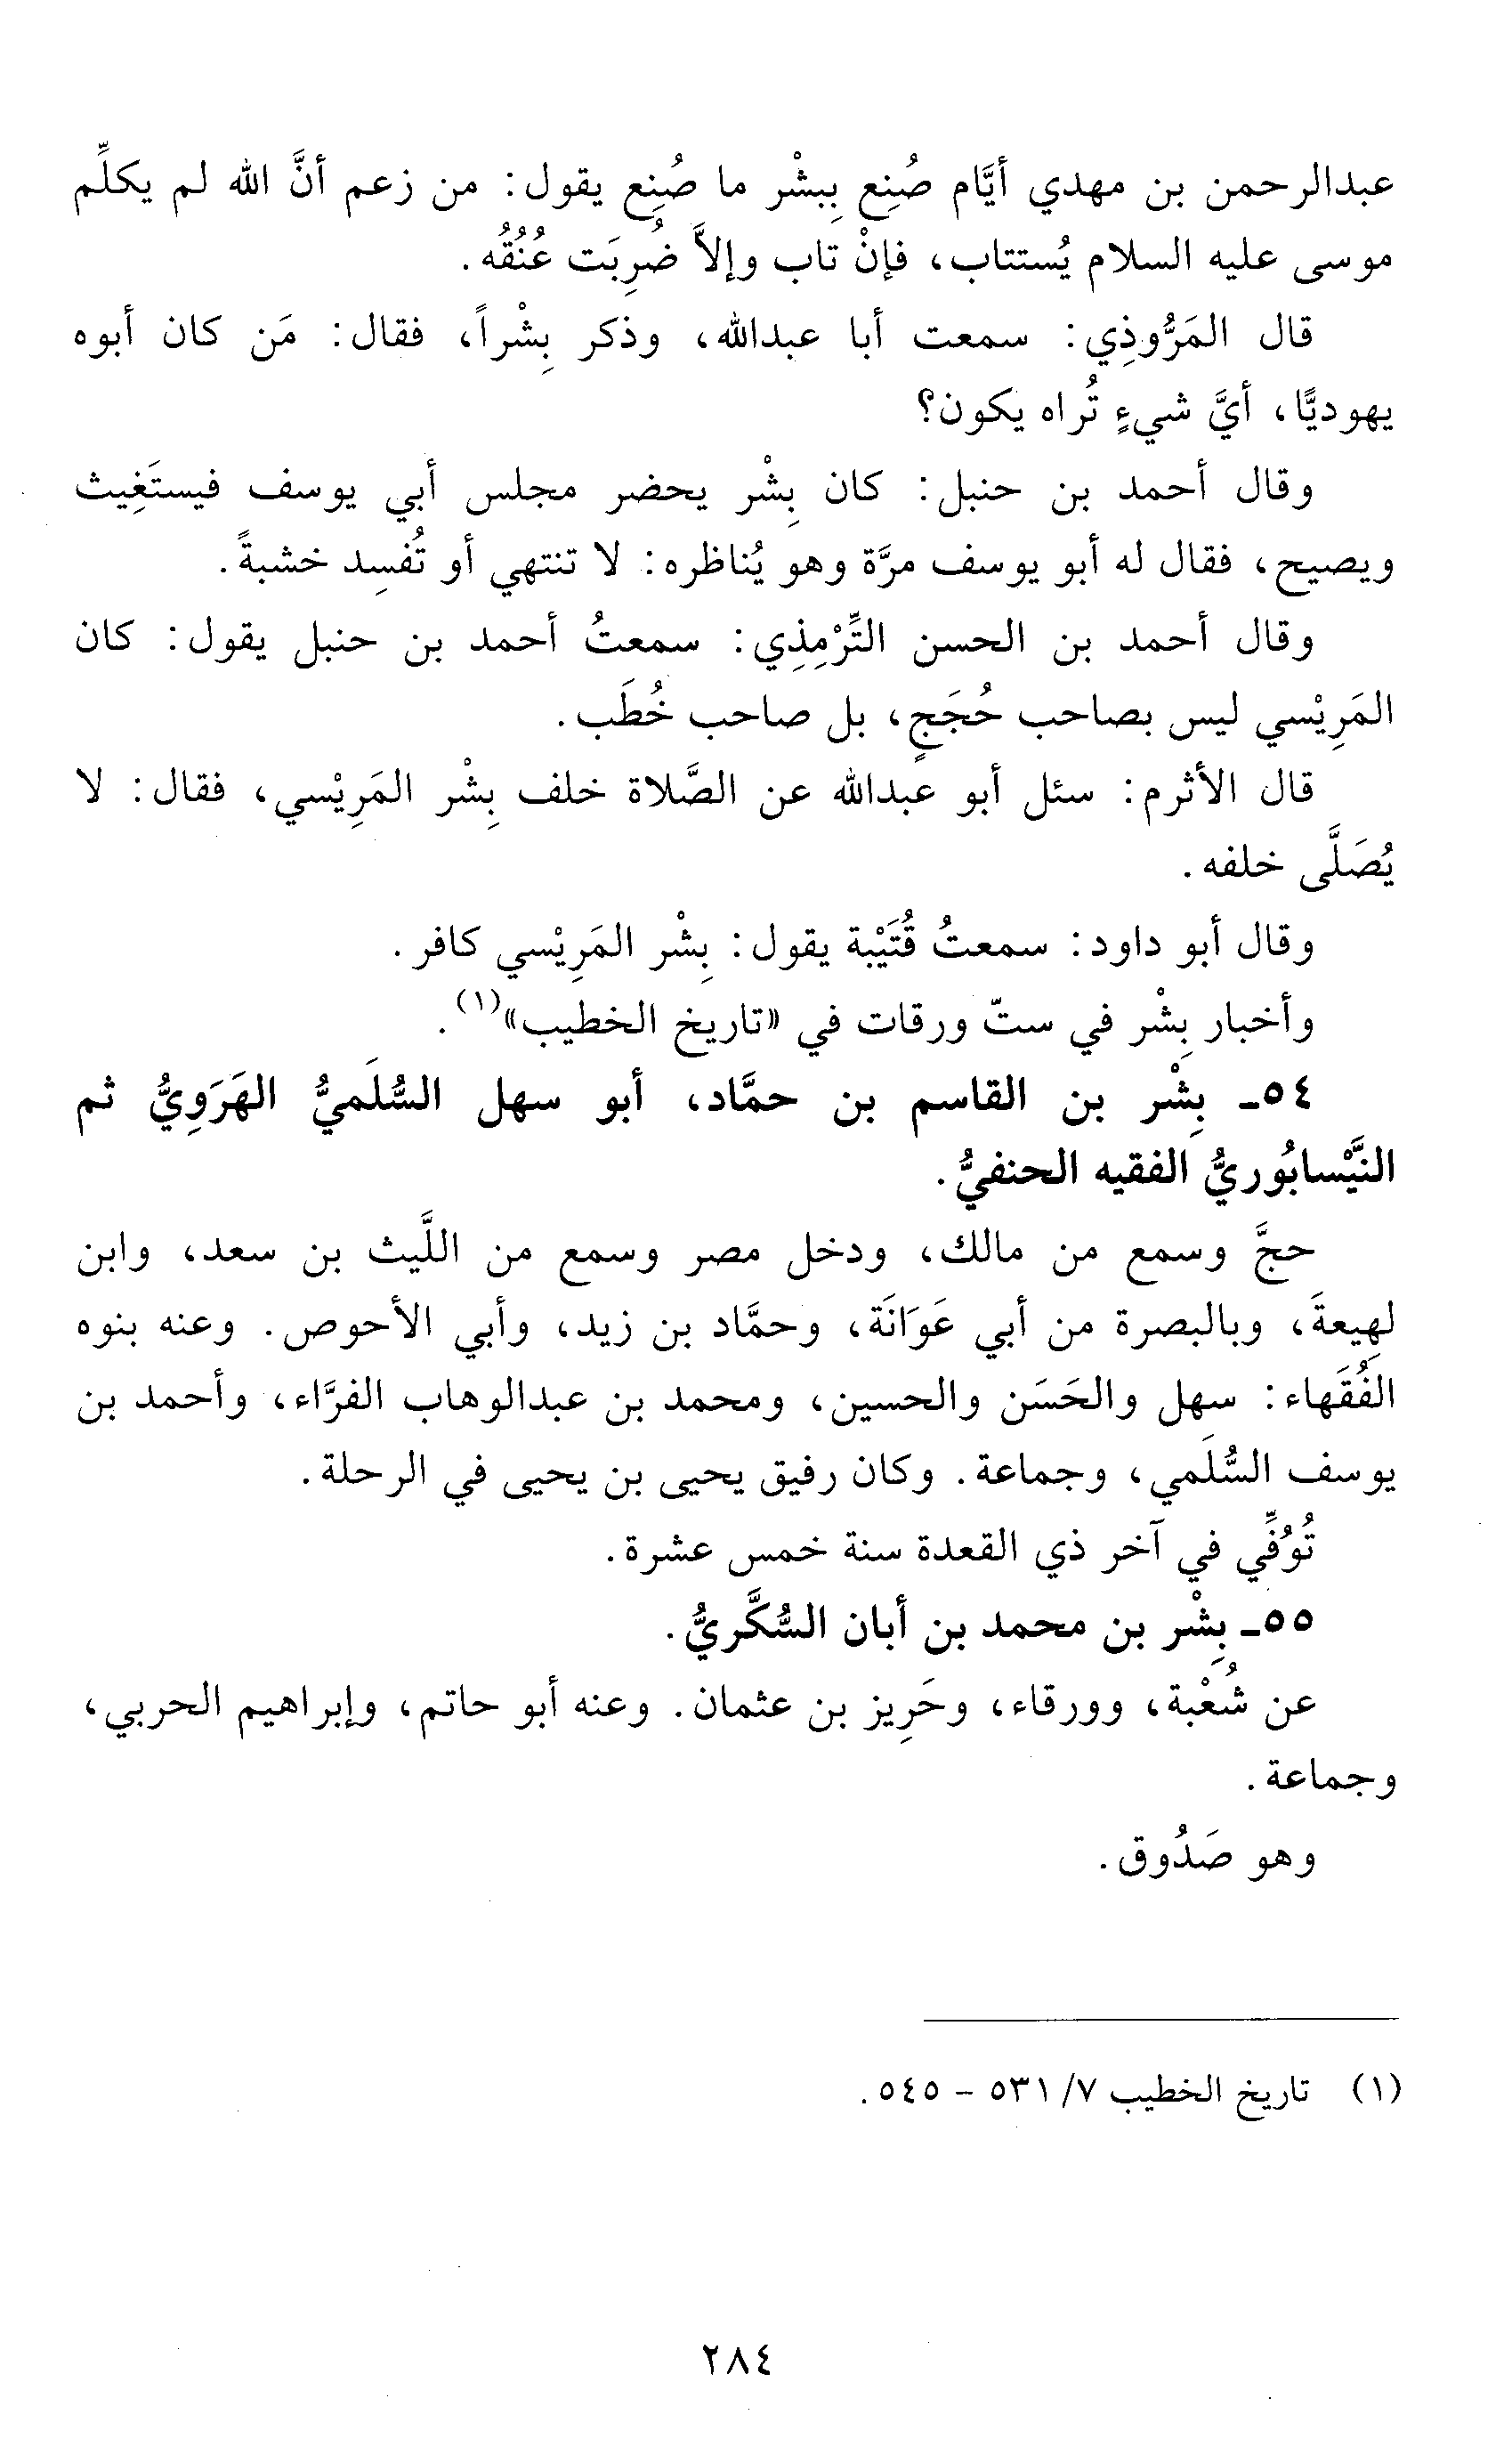 عبدالرحمن بن مهدي أيَّام صُنِع بِبشْر ما صُنِع يقول: من زعم أنَّ الله لم يكلِّم
موسى عليه السلام يُستتاب، فإنْ تاب وإلاَّ ضُرِبَت عُنُقُه.
قال المَرُّوذِي: سمعت أبا عبدالله، وذكر بِشْراً، فقال: مَن كان أبوه
يهوديًّا، أيَّ شيءٍ تُراه يكون؟
وقال أحمد بن حنبل: كان بِشْر يحضر مجلس أبي يوسف فيستَغِيث
ويصيح، فقال له أبو يوسف مرَّة وهو يُناظره: لا تنتهي أو تُفسِد خشبةً.
وقال أحمد بن الحسن التِّرْمِذِي: سمعتُ أحمد بن حنبل يقول: كان
المَرِيْسي ليس بصاحب حُجَجٍ، بل صاحب خُطَب.
قال الأثرم: سئل أبو عبدالله عن الصَّلاة خلف بِشْر المَرِيْسي، فقال: لا
يُصَلَّى خلفه.
وقال أبو داود: سمعتُ قُتَيْبة يقول: بِشْر المَرِيْسي كافر.
وأخبار بِشْر في ستّ ورقات في «تاريخ الخطيب»(١).
٥٤ـ بِشْر بن القاسم بن حمَّاد، أبو سهل السُّلَميُّ الهَرَوِيُّ ثم
النَّيْسابُوريُّ الفقيه الحنفيُّ.
حجَّ وسمع من مالك، ودخل مصر وسمع من اللَّيث بن سعد، وابن
لهِيعةَ، وبالبصرة من أبي عَوَانَة، وحمَّاد بن زيد، وأبي الأحوص. وعنه بنوه
الفُقَهاء: سهل والحَسَن والحسين، ومحمد بن عبدالوهاب الفرَّاء، وأحمد بن
يوسف السُّلَمي، وجماعة. وكان رفيق يحيى بن يحيى في الرحلة.
تُوُفِّي في آخر ذي القعدة سنة خمس عشرة.
٥٥ـ بِشْر بن محمد بن أبان السُّكَّريُّ.
عن شُعْبة، وورقاء، وحَرِيز بن عثمان. وعنه أبو حاتم، وإبراهيم الحربي،
وجماعة.
وهو صَدُوق.
(١) تاريخ الخطيب ٧/ ٥٣١ - ٥٤٥.
٢٨٤